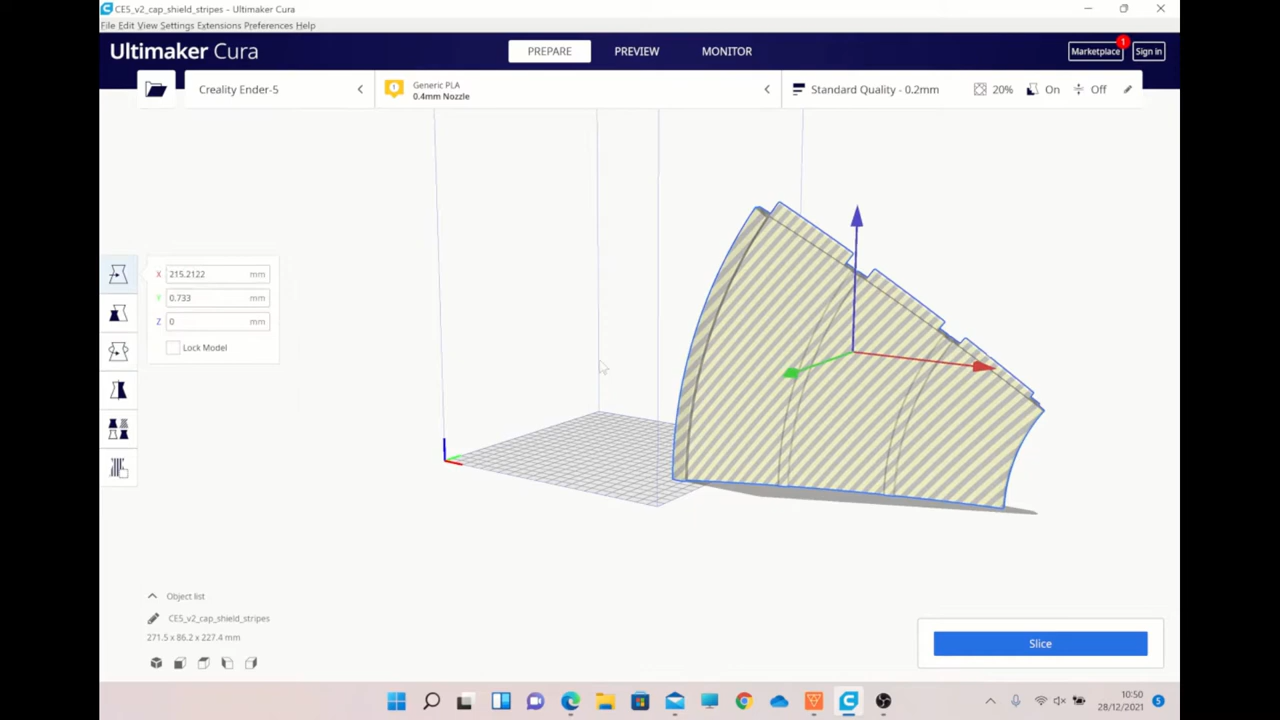 CE5_v2_cap_shield_stripes - Ultimaker Cura
File Edit View Settings Extensions Preferences Help
Ultimaker Cura
PREPARE
PREVIEW
MONITOR
Marketplace
1
Sign in
Creality Ender-5
Generic PLA
0.4mm Nozzle
Standard Quality - 0.2mm
20%
On
Off
X 215.2122 mm
Y 0.733 mm
Z 0 mm
Lock Model
Object list
CE5_v2_cap_shield_stripes
271.5 x 86.2 x 227.4 mm
Slice
10:50
28/12/2021
5